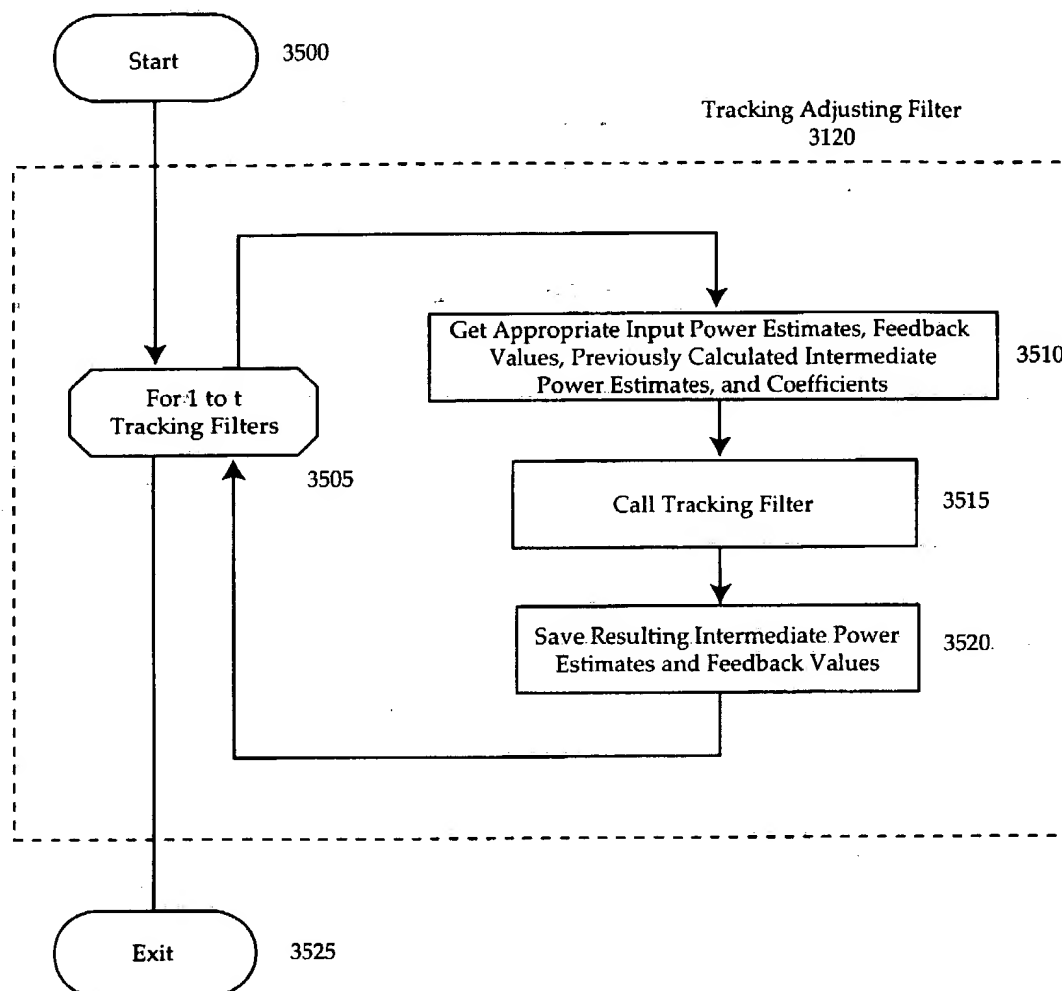 Start
3500
Tracking Adjusting Filter
3120
Get Appropriate Input Power Estimates, Feedback
Values, Previously Calculated Intermediate
Power Estimates, and Coefficients
3510
For 1 to t
Tracking Filters
3505
Call Tracking Filter
3515
Save Resulting Intermediate Power
Estimates and Feedback Values
3520
Exit
3525